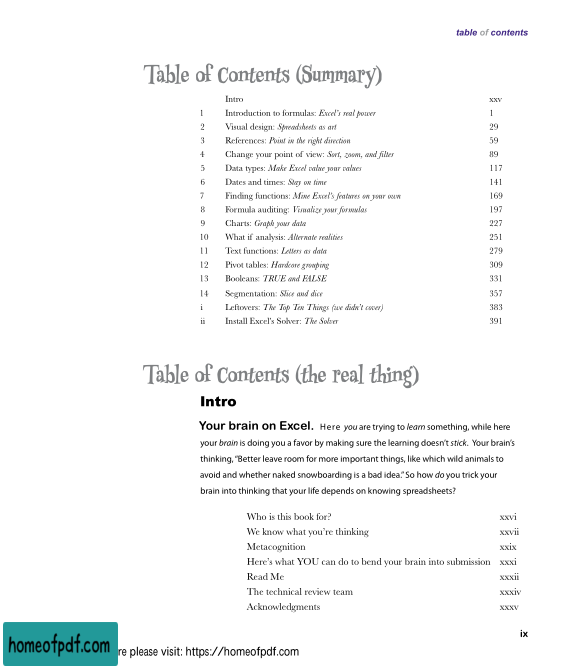 table of contents
Table of Contents (Summary)
Intro xxv
1 Introduction to formulas: Excel's real power 1
2 Visual design: Spreadsheets as art 29
3 References: Point in the right direction 59
4 Change your point of view: Sort, zoom, and filter 89
5 Data types: Make Excel value your values 117
6 Dates and times: Stay on time 141
7 Finding functions: Mine Excel's features on your own 169
8 Formula auditing: Visualize your formulas 197
9 Charts: Graph your data 227
10 What if analysis: Alternate realities 251
11 Text functions: Letters as data 279
12 Pivot tables: Hardcore grouping 309
13 Booleans: TRUE and FALSE 331
14 Segmentation: Slice and dice 357
i Leftovers: The Top Ten Things (we didn't cover) 383
ii Install Excel's Solver: The Solver 391
Table of Contents (the real thing)
Intro
Your brain on Excel. Here you are trying to learn something, while here
your brain is doing you a favor by making sure the learning doesn't stick. Your brain's
thinking, “Better leave room for more important things, like which wild animals to
avoid and whether naked snowboarding is a bad idea.” So how do you trick your
brain into thinking that your life depends on knowing spreadsheets?
Who is this book for? xxvi
We know what you're thinking xxvii
Metacognition xxix
Here's what YOU can do to bend your brain into submission xxxi
Read Me xxxii
The technical review team xxxiv
Acknowledgments xxxv
ix
homeofpdf.com
re please visit: https://homeofpdf.com